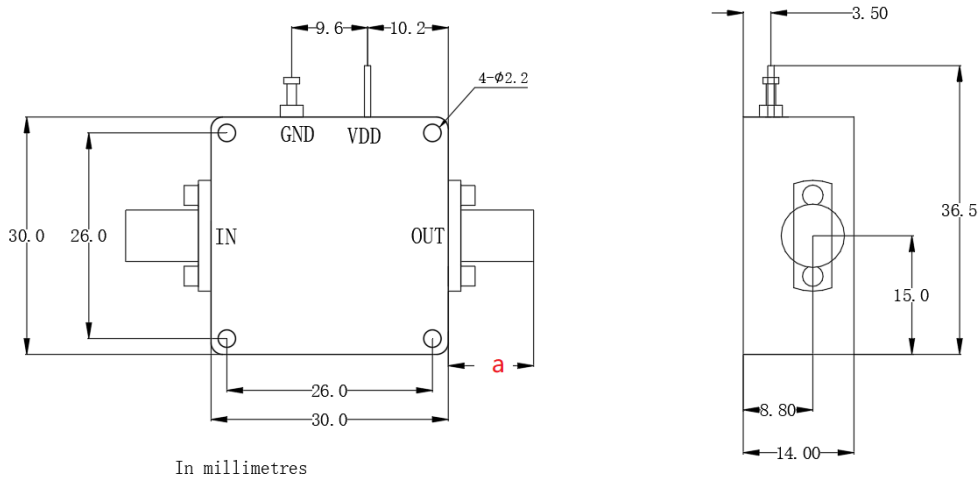 9.6
10.2
3.50
4-Φ2.2
GND
VDD
30.0
26.0
IN
OUT
36.5
15.0
a
26.0
30.0
8.80
14.00
In millimetres